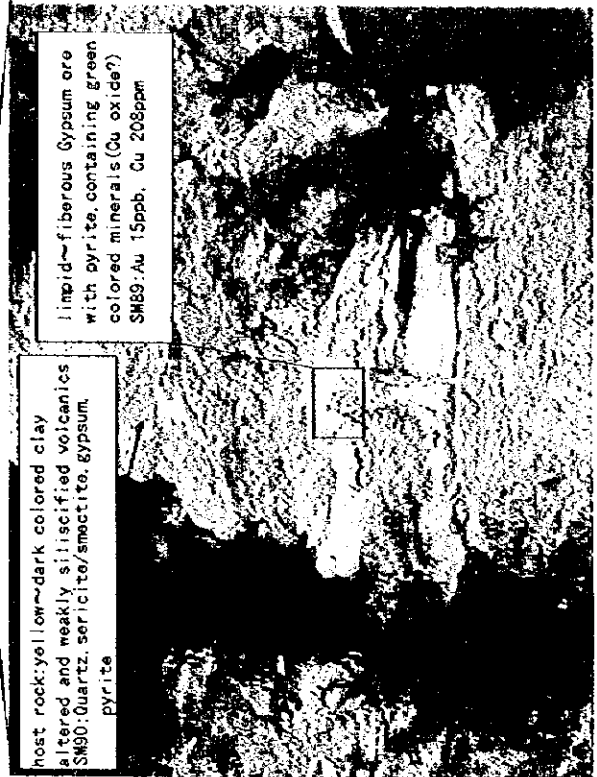 host rock:yellow~dark colored clay
altered and weakly siliscified volcanics
SM90:Quartz, sericite/smectite, gypsum,
pyrite
limpid~fiberous Gypsum ore
with pyrite, containing green
colored minerals(Cu oxide?)
SM89:Au 15ppb, Cu 208ppm